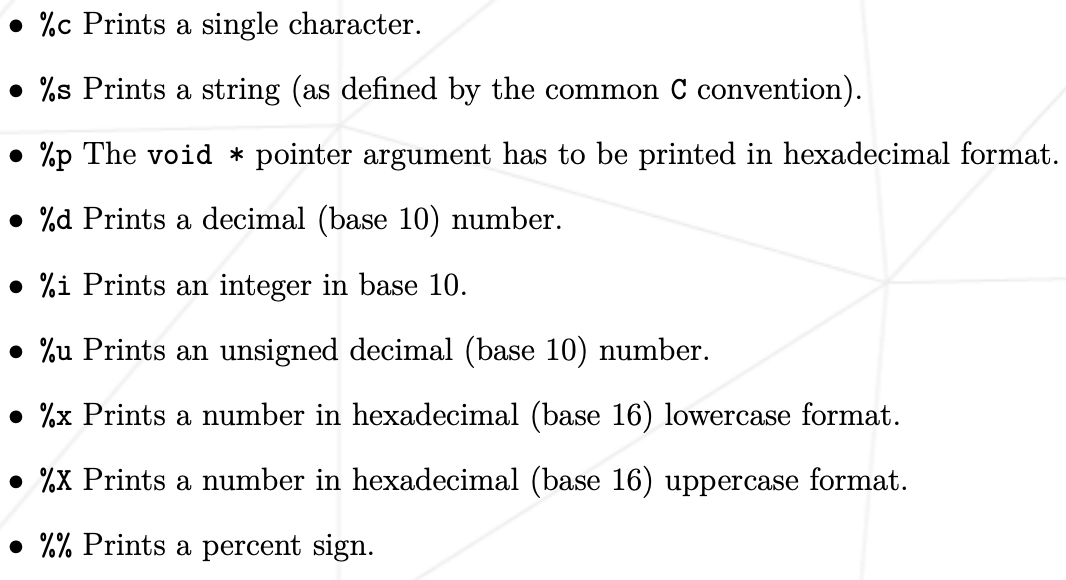 • %c Prints a single character.
• %s Prints a string (as defined by the common C convention).
• %p The void * pointer argument has to be printed in hexadecimal format.
• %d Prints a decimal (base 10) number.
• %i Prints an integer in base 10.
• %u Prints an unsigned decimal (base 10) number.
• %x Prints a number in hexadecimal (base 16) lowercase format.
• %X Prints a number in hexadecimal (base 16) uppercase format.
• %% Prints a percent sign.